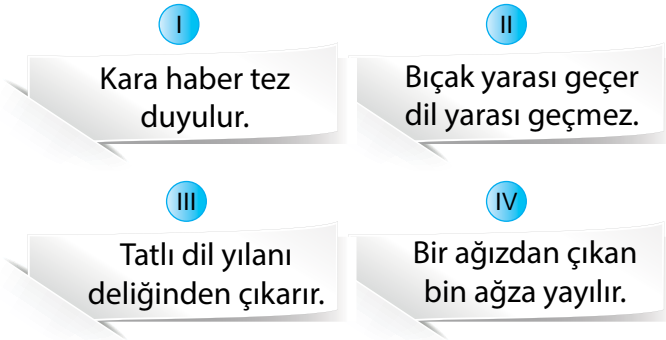 I
Kara haber tez
duyulur.
II
Bıçak yarası geçer
dil yarası geçmez.
III
Tatlı dil yılanı
deliğinden çıkarır.
IV
Bir ağızdan çıkan
bin ağza yayılır.